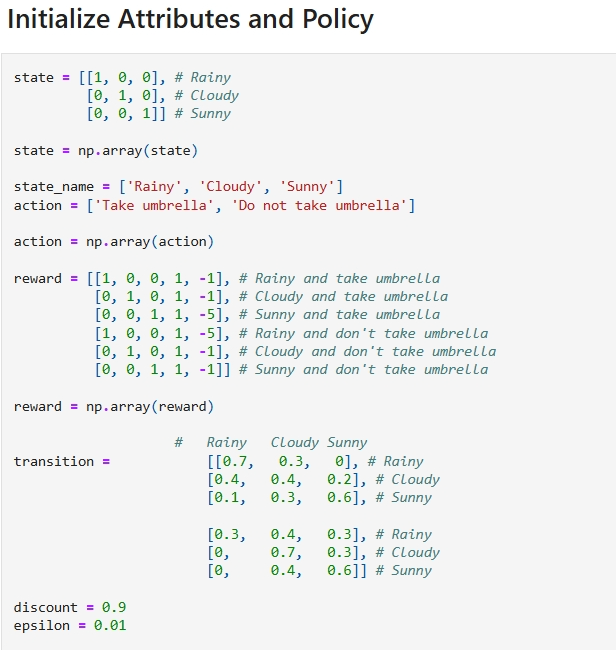 Initialize Attributes and Policy
state = [[1, 0, 0], # Rainy
[0, 1, 0], # Cloudy
[0, 0, 1]] # Sunny
state = np.array(state)
state_name = ['Rainy', 'Cloudy', 'Sunny']
action = ['Take umbrella', 'Do not take umbrella']
action = np.array(action)
reward = [[1, 0, 0, 1, -1], # Rainy and take umbrella
[0, 1, 0, 1, -1], # Cloudy and take umbrella
[0, 0, 1, 1, -5], # Sunny and take umbrella
[1, 0, 0, 1, -5], # Rainy and don't take umbrella
[0, 1, 0, 1, -1], # Cloudy and don't take umbrella
[0, 0, 1, 1, -1]] # Sunny and don't take umbrella
reward = np.array(reward)
# Rainy Cloudy Sunny
transition = [[0.7, 0.3, 0], # Rainy
[0.4, 0.4, 0.2], # Cloudy
[0.1, 0.3, 0.6], # Sunny
[0.3, 0.4, 0.3], # Rainy
[0, 0.7, 0.3], # Cloudy
[0, 0.4, 0.6]] # Sunny
discount = 0.9
epsilon = 0.01